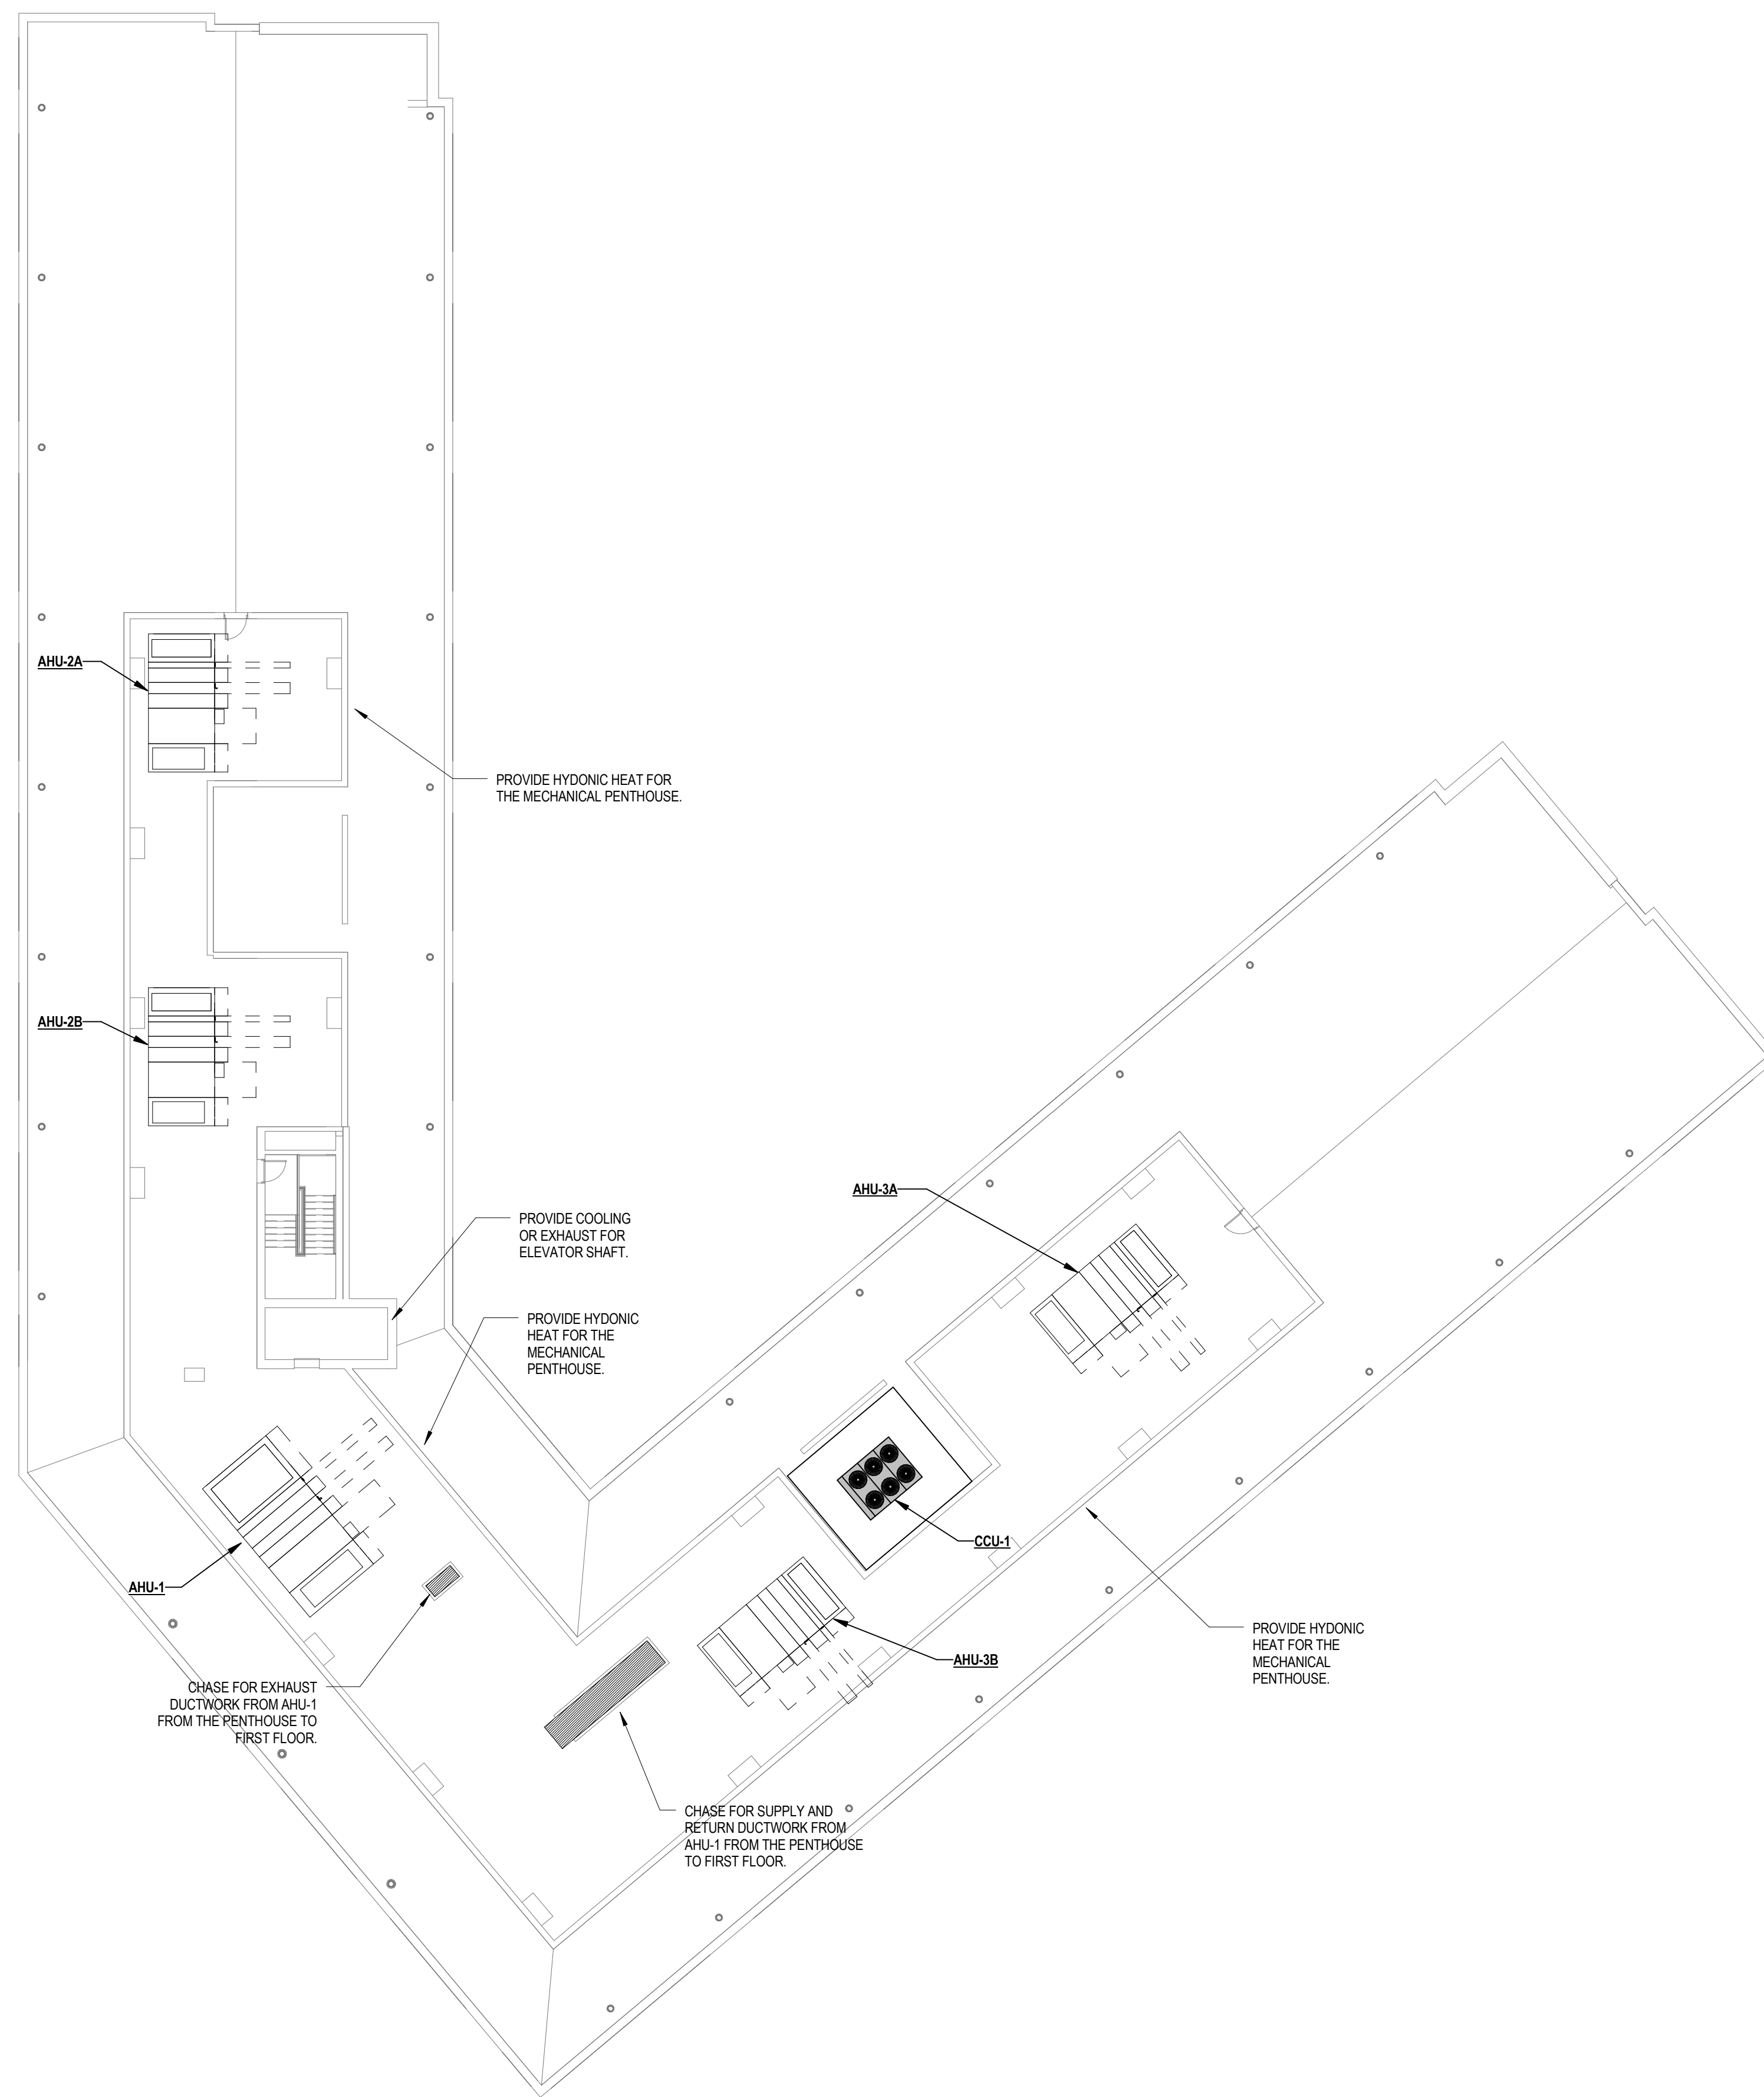 AHU-2A
PROVIDE HYDONIC HEAT FOR
THE MECHANICAL PENTHOUSE.
AHU-2B
AHU-3A
PROVIDE COOLING
OR EXHAUST FOR
ELEVATOR SHAFT.
PROVIDE HYDONIC
HEAT FOR THE
MECHANICAL
PENTHOUSE.
CCU-1
AHU-1
PROVIDE HYDONIC
HEAT FOR THE
MECHANICAL
PENTHOUSE.
AHU-3B
CHASE FOR EXHAUST
DUCTWORK FROM AHU-1
FROM THE PENTHOUSE TO
FIRST FLOOR.
CHASE FOR SUPPLY AND
RETURN DUCTWORK FROM
AHU-1 FROM THE PENTHOUSE
TO FIRST FLOOR.